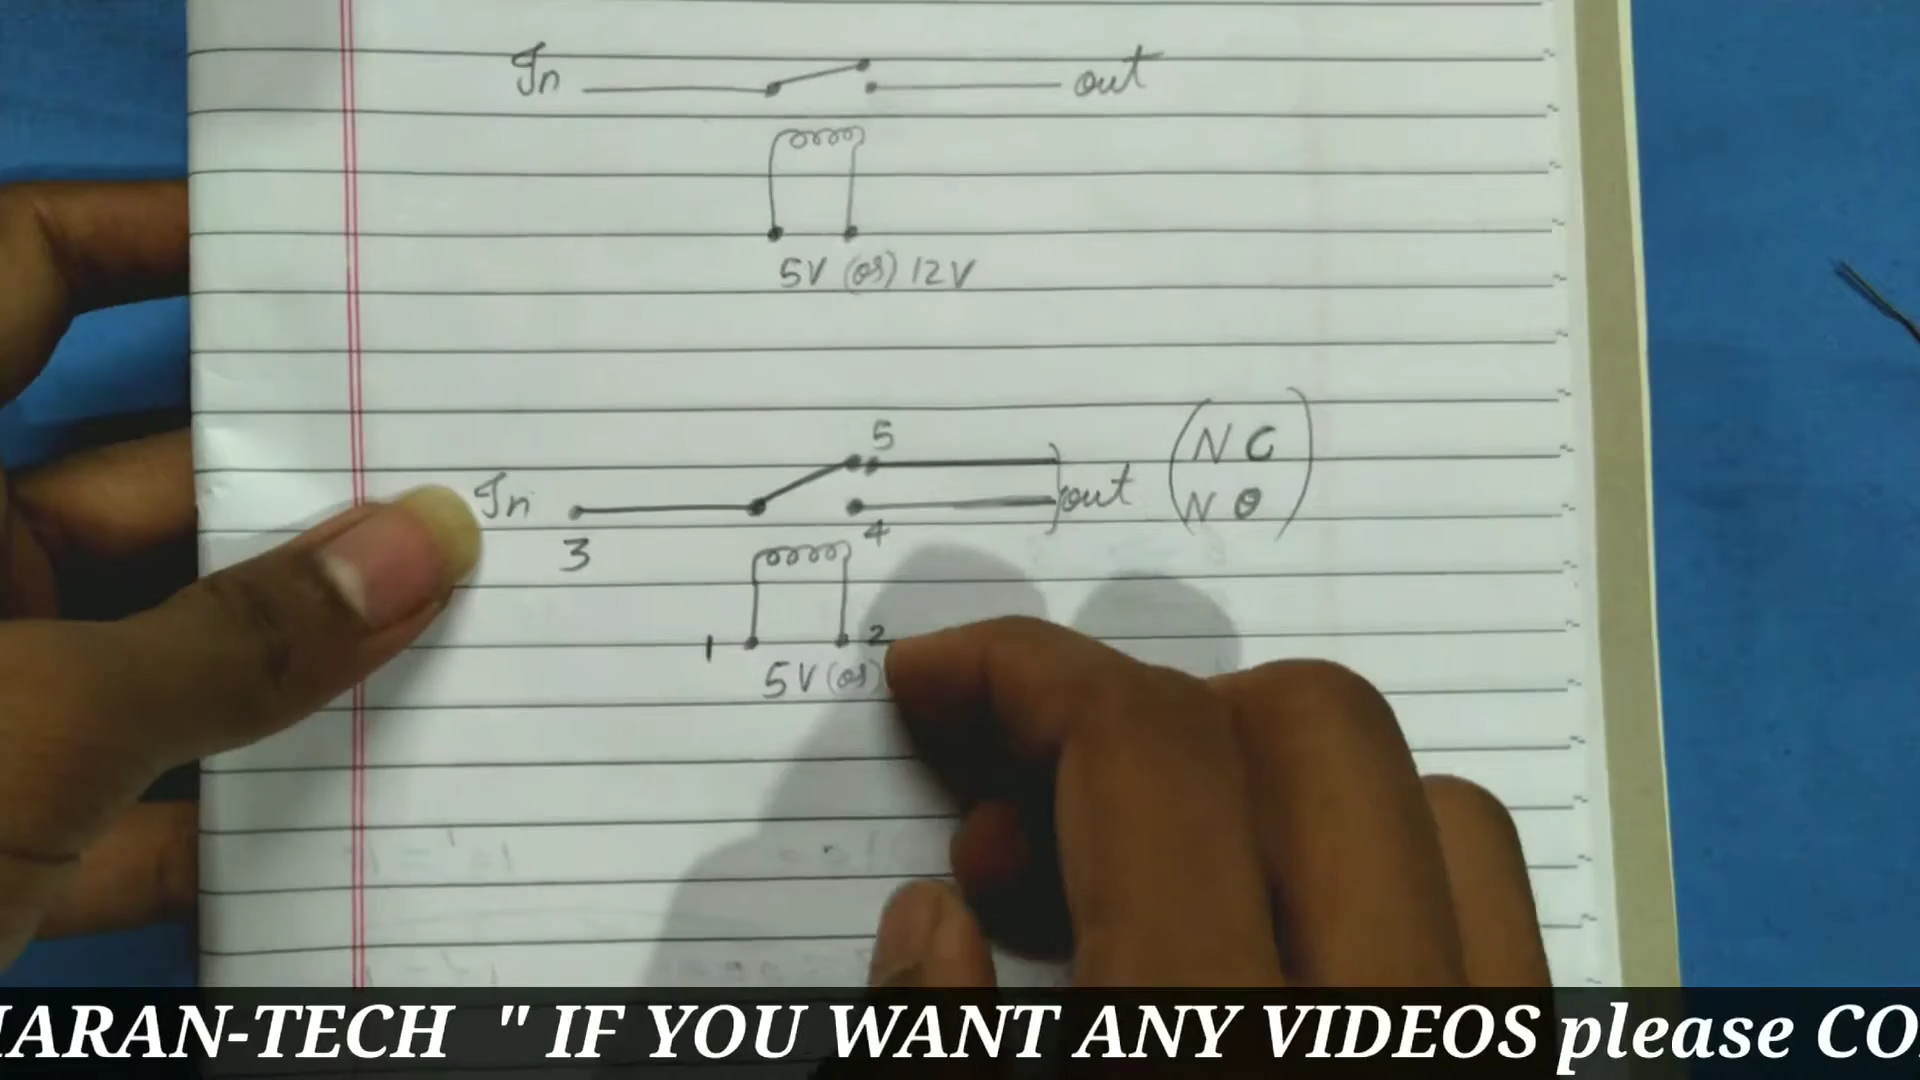 In out
5V (or) 12V
5
In out (NC
NO)
3 4
1 2
5V (or)
HARAN-TECH " IF YOU WANT ANY VIDEOS please CO